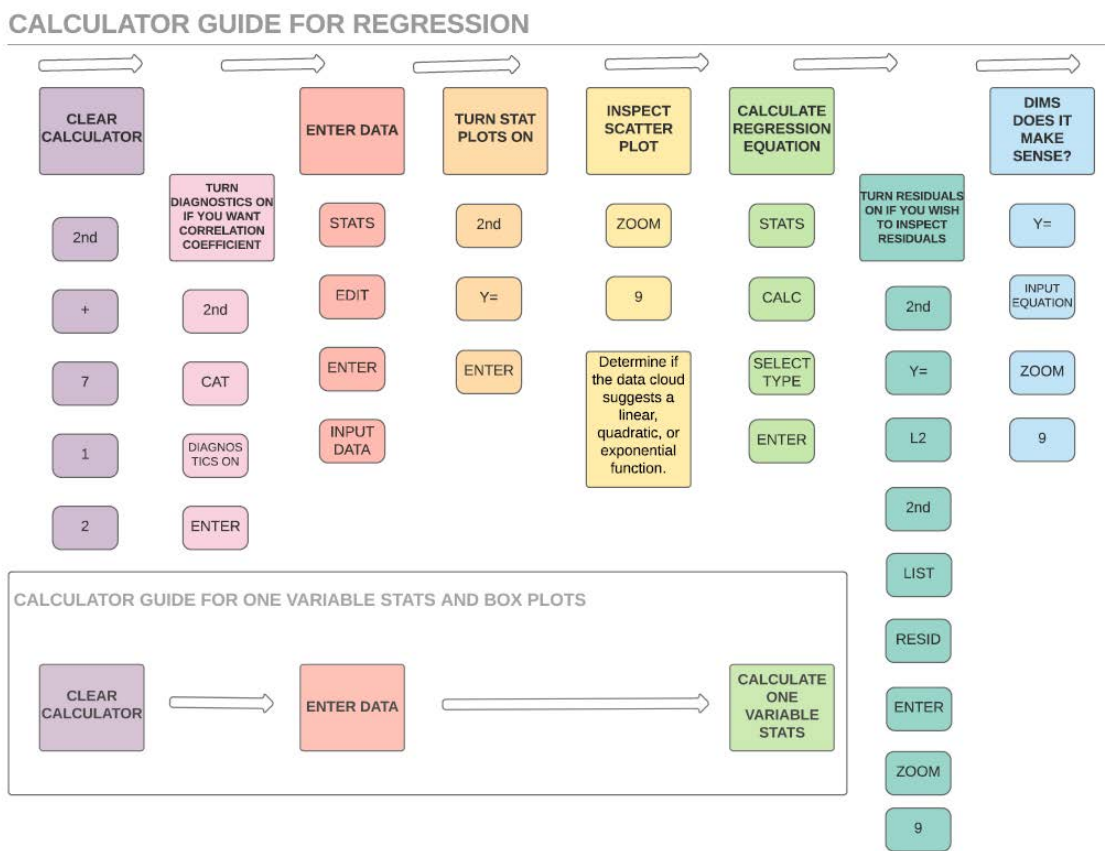 CALCULATOR GUIDE FOR REGRESSION
CLEAR
CALCULATOR
2nd
+
7
1
2
TURN
DIAGNOSTICS ON
IF YOU WANT
CORRELATION
COEFFICIENT
2nd
CAT
DIAGNOS
TICS ON
ENTER
ENTER DATA
STATS
EDIT
ENTER
INPUT
DATA
TURN STAT
PLOTS ON
2nd
Y=
ENTER
INSPECT
SCATTER
PLOT
ZOOM
9
Determine if
the data cloud
suggests a
linear,
quadratic, or
exponential
function.
CALCULATE
REGRESSION
EQUATION
STATS
CALC
SELECT
TYPE
ENTER
TURN RESIDUALS
ON IF YOU WISH
TO INSPECT
RESIDUALS
2nd
Y=
L2
2nd
LIST
RESID
ENTER
ZOOM
9
DIMS
DOES IT
MAKE
SENSE?
Y=
INPUT
EQUATION
ZOOM
9
CALCULATOR GUIDE FOR ONE VARIABLE STATS AND BOX PLOTS
CLEAR
CALCULATOR
ENTER DATA
CALCULATE
ONE
VARIABLE
STATS